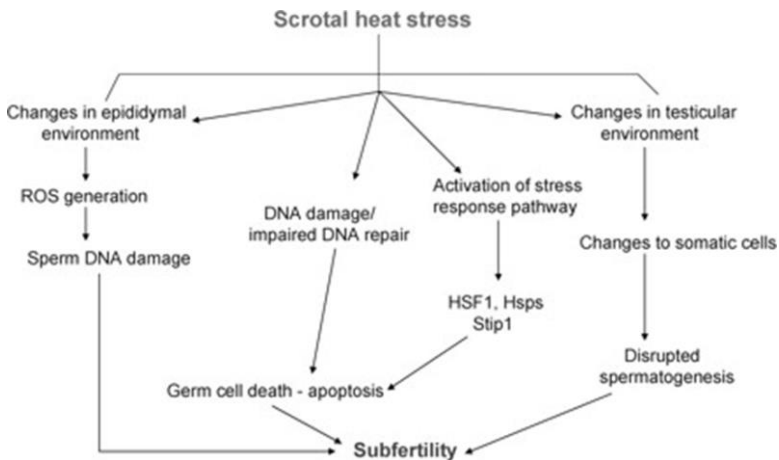 Scrotal heat stress
Changes in epididymal
environment
Changes in testicular
environment
ROS generation
Activation of stress
response pathway
DNA damage/
impaired DNA repair
Sperm DNA damage
Changes to somatic cells
HSF1, Hsps
Stip1
Disrupted
spermatogenesis
Germ cell death - apoptosis
Subfertility